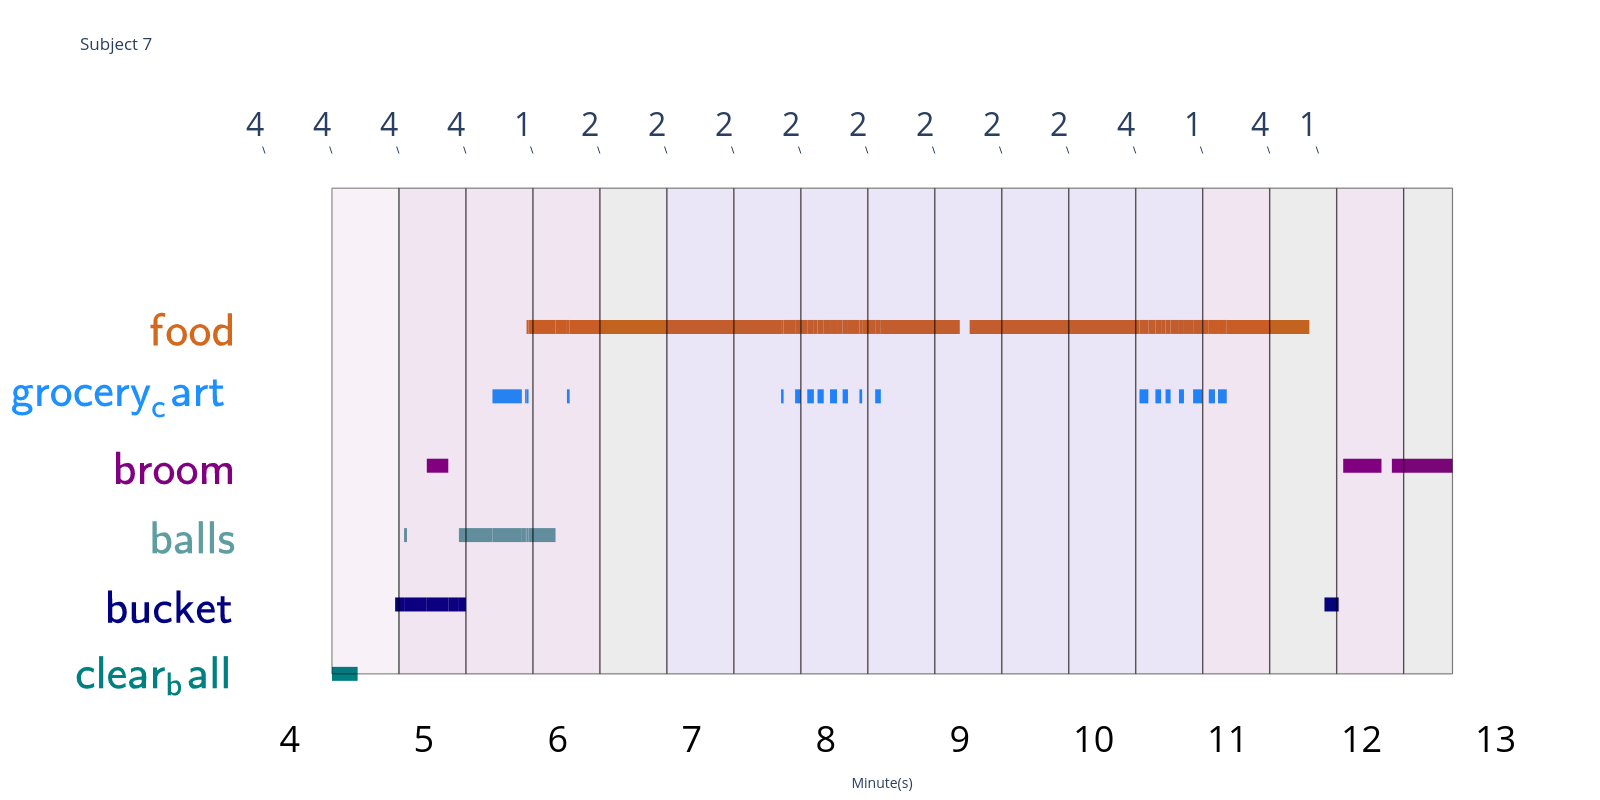 Subject 7
4 4 4 4 1 2 2 2 2 2 2 2 2 4 1 4 1
food
grocery_cart
broom
balls
bucket
clear_ball
4 5 6 7 8 9 10 11 12 13
Minute(s)